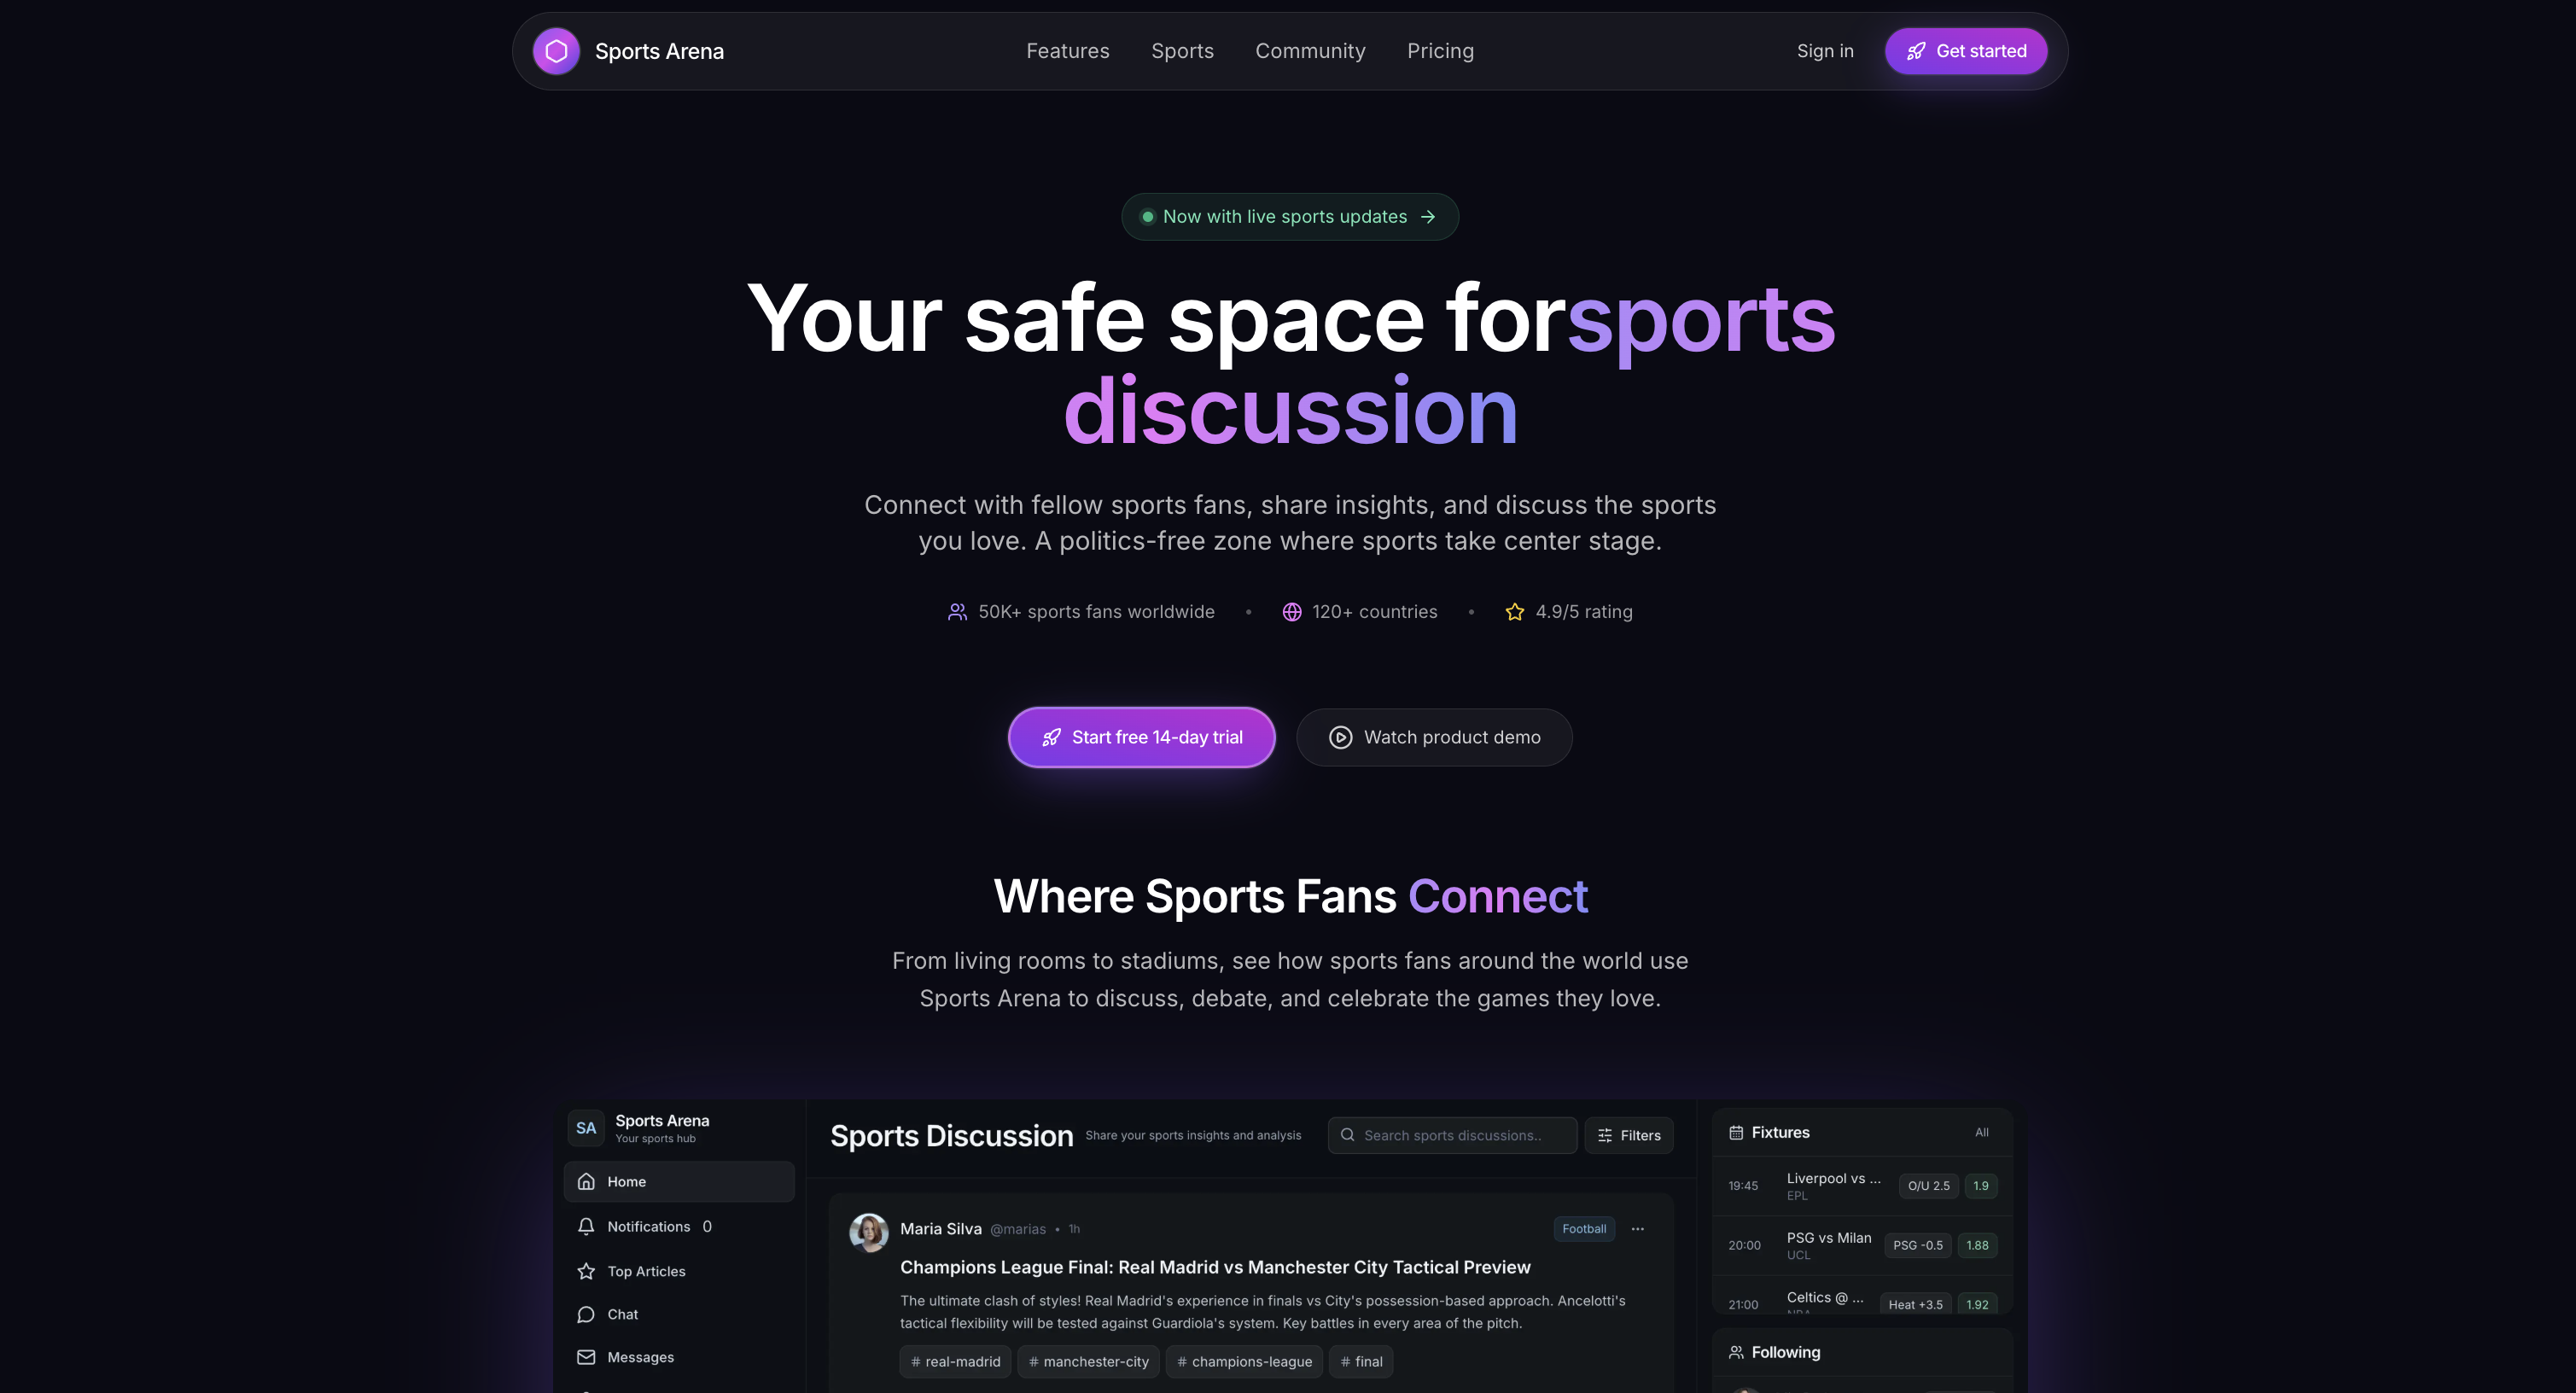 Sports Arena
Features
Sports
Community
Pricing
Sign in
Get started
Now with live sports updates →
Your safe space forsports
discussion
Connect with fellow sports fans, share insights, and discuss the sports
you love. A politics-free zone where sports take center stage.
50K+ sports fans worldwide • 120+ countries • 4.9/5 rating
Start free 14-day trial
Watch product demo
Where Sports Fans Connect
From living rooms to stadiums, see how sports fans around the world use
Sports Arena to discuss, debate, and celebrate the games they love.
SA
Sports Arena
Your sports hub
Home
Notifications 0
Top Articles
Chat
Messages
Sports Discussion
Share your sports insights and analysis
Search sports discussions..
Filters
Maria Silva @marias • 1h
Football
Champions League Final: Real Madrid vs Manchester City Tactical Preview
The ultimate clash of styles! Real Madrid's experience in finals vs City's possession-based approach. Ancelotti's
tactical flexibility will be tested against Guardiola's system. Key battles in every area of the pitch.
# real-madrid
# manchester-city
# champions-league
# final
Fixtures
All
19:45 Liverpool vs ... O/U 2.5 1.9
EPL
20:00 PSG vs Milan PSG -0.5 1.88
UCL
21:00 Celtics @ ... Heat +3.5 1.92
Following